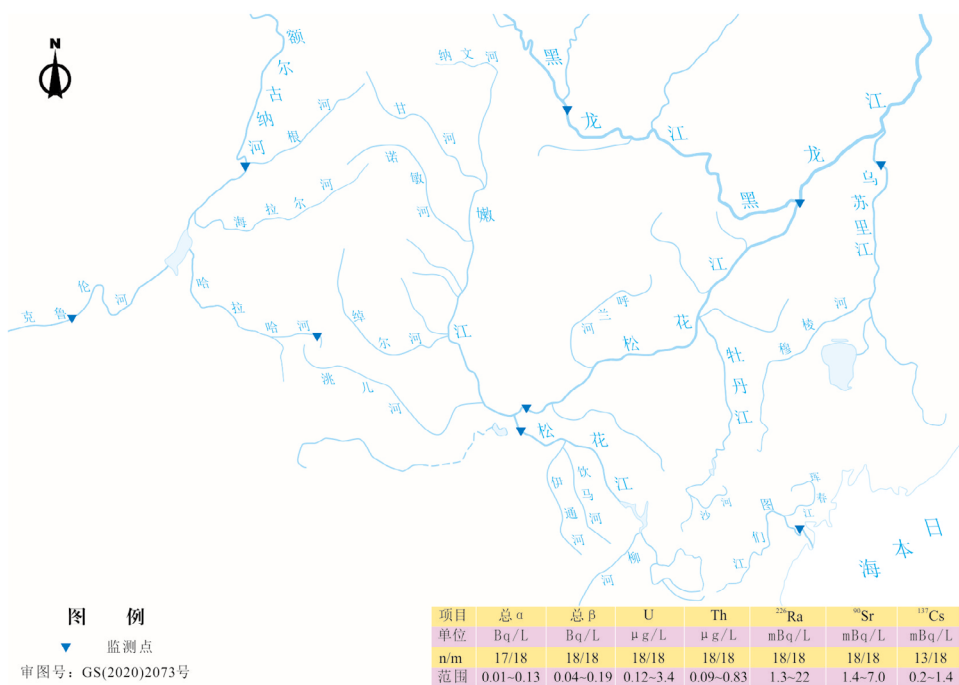 N
额尔古纳河
根河
海拉尔河
克鲁伦河
哈拉哈河
甘河
诺敏河
纳文河
嫩江
绰尔河
洮儿河
黑龙江
黑龙江
乌苏里江
呼兰河
松花江
牡丹江
穆棱河
松花江
伊通河
饮马河
柳河
沙河
图们江
珲春
江
日本海
图 例
监测点
审图号:GS(2020)2073号
项目 总α 总β U Th ²²⁶Ra ⁹⁰Sr ¹³⁷Cs
单位 Bq/L Bq/L μg/L μg/L mBq/L mBq/L mBq/L
n/m 17/18 18/18 18/18 18/18 18/18 18/18 13/18
范围 0.01~0.13 0.04~0.19 0.12~3.4 0.09~0.83 1.3~22 1.4~7.0 0.2~1.4